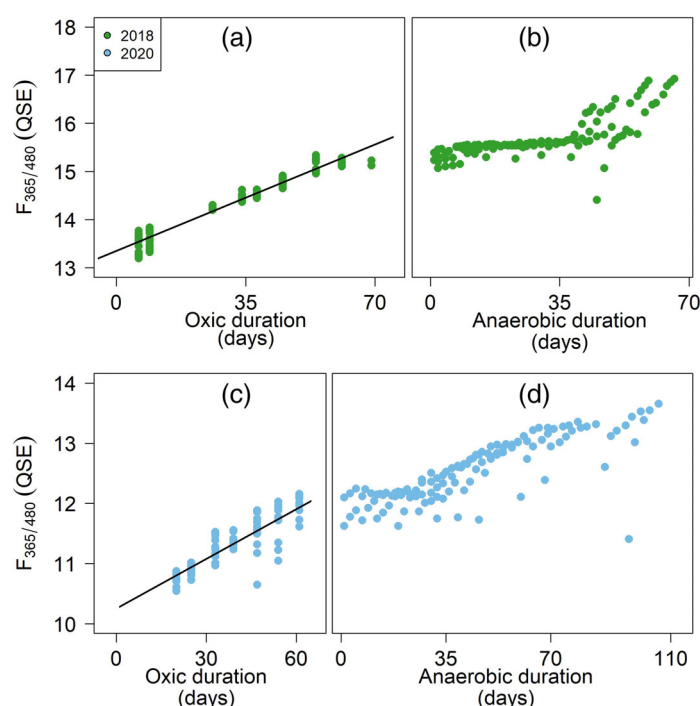 2018
2020
(a)
(b)
F365/480 (QSE)
18
17
16
15
14
13
0 35 70
Oxic duration
(days)
0 35 70
Anaerobic duration
(days)
(c)
(d)
F365/480 (QSE)
14
13
12
11
10
0 30 60
Oxic duration
(days)
0 35 70 110
Anaerobic duration
(days)